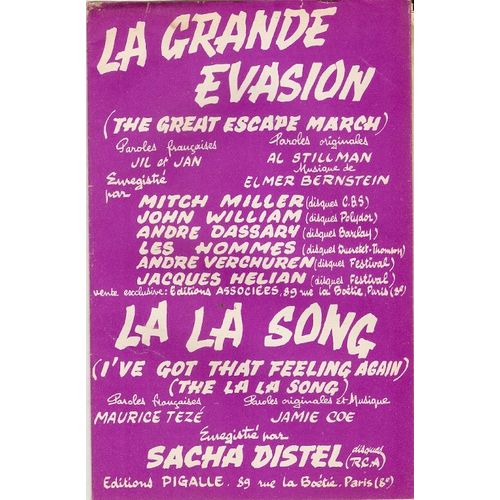 LA GRANDE
EVASION
(THE GREAT ESCAPE MARCH)
Paroles françaises Paroles originales
JIL et JAN AL STILLMAN
Musique de
Enregistré ELMER BERNSTEIN
par
MITCH MILLER (disques C.B.S)
JOHN WILLIAM (disques Polydor)
ANDRE DASSARY (disques Barclay)
LES HOMMES (disques Ducretet-Thomson)
ANDRE VERCHUREN (disques Festival)
JACQUES HELIAN (disques Festival)
vente exclusive: Editions ASSOCIÉES, 89 rue la Boétie, Paris (8e)
LA LA SONG
(I'VE GOT THAT FEELING AGAIN)
(THE LA LA SONG)
Paroles françaises Paroles originales et Musique
MAURICE TEZÉ JAMIE COE
Enregistré par
SACHA DISTEL (disques RCA)
Editions PIGALLE. 89 rue la Boétie. Paris (8e)